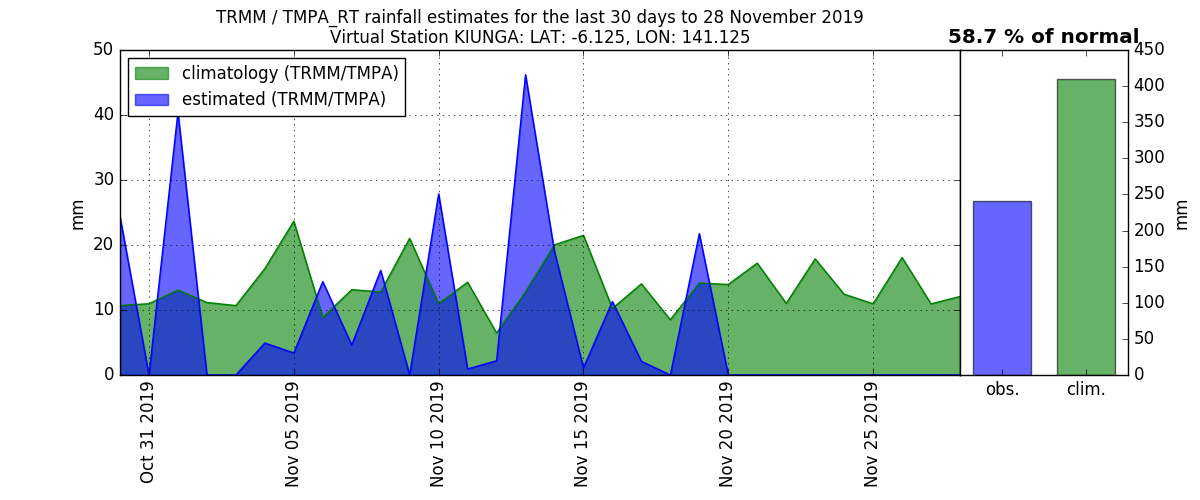 TRMM / TMPA_RT rainfall estimates for the last 30 days to 28 November 2019
Virtual Station KIUNGA: LAT: -6.125, LON: 141.125
58.7 % of normal
climatology (TRMM/TMPA)
estimated (TRMM/TMPA)
mm
50
40
30
20
10
0
Oct 31 2019
Nov 05 2019
Nov 10 2019
Nov 15 2019
Nov 20 2019
Nov 25 2019
obs.
clim.
450
400
350
300
250
200
150
100
50
0
mm